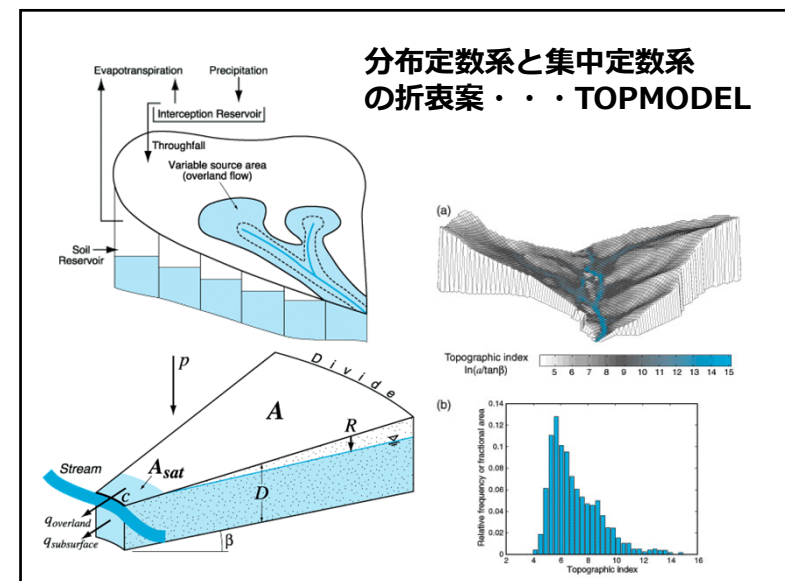 分布定数系と集中定数系
の折衷案・・・TOPMODEL
Evapotranspiration
Precipitation
Interception Reservoir
Throughfall
Variable source area
(overland flow)
Soil
Reservoir
p
Divide
A
R
Stream
A_sat
c
D
q_overland
q_subsurface
β
(a)
Topographic index
ln(a/tanβ)
5 6 7 8 9 10 11 12 13 14 15
(b)
Relative frequency or fractional area
0.14
0.12
0.1
0.08
0.06
0.04
0.02
0
2 4 6 8 10 12 14 16
Topographic index